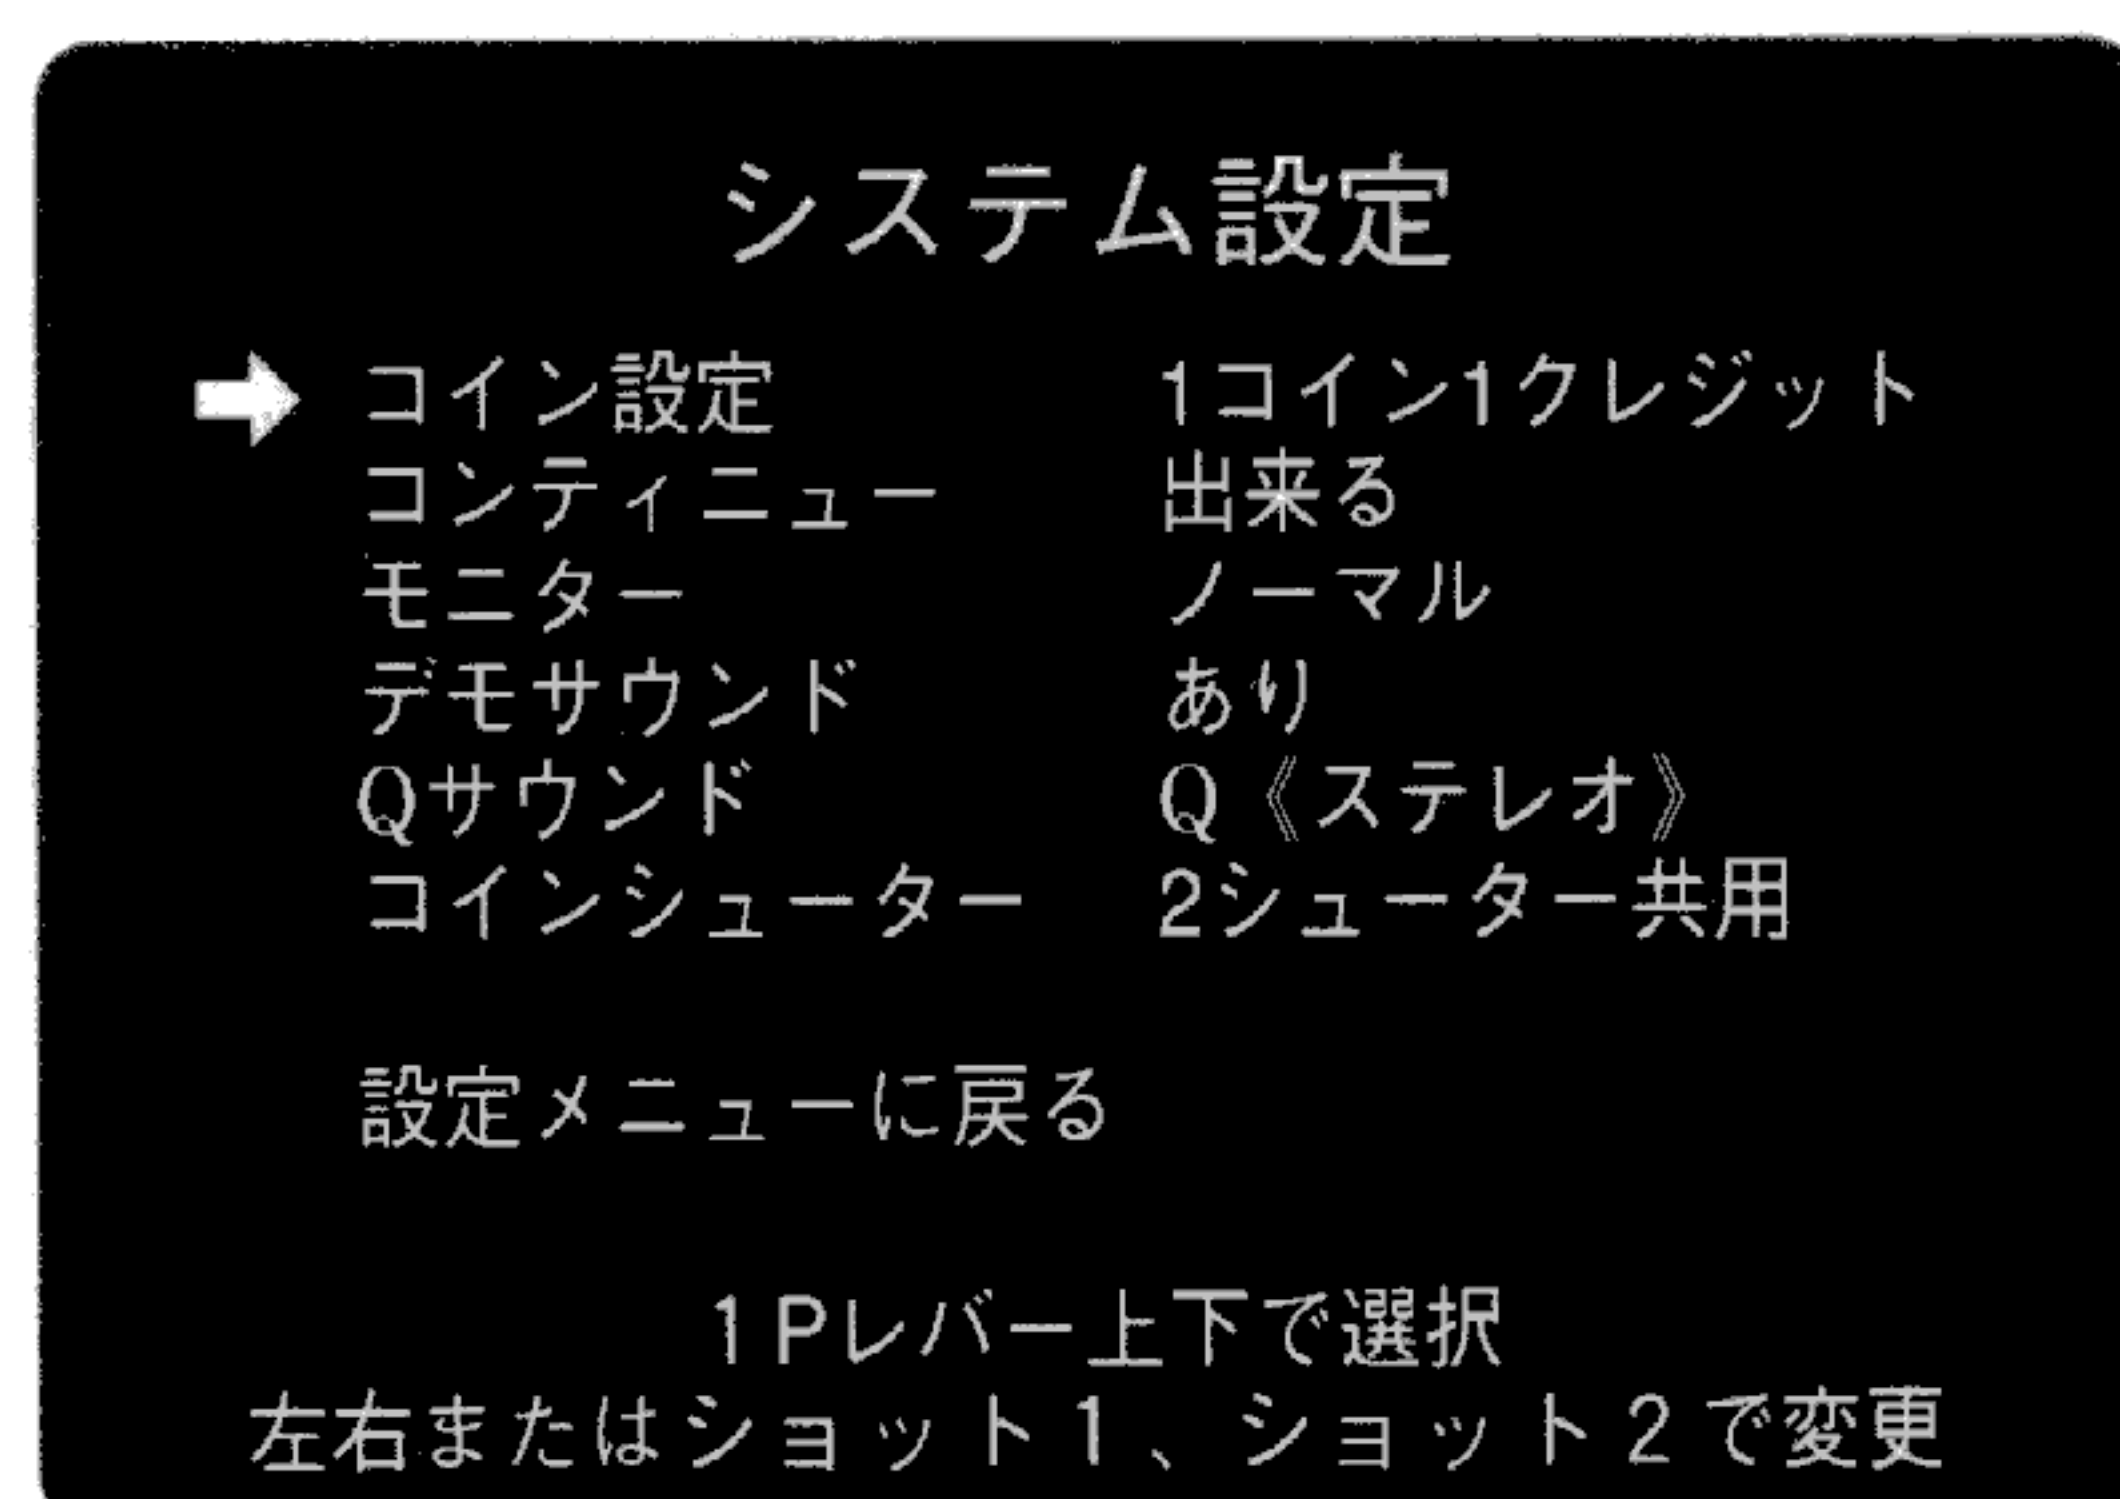 システム設定
コイン設定 1コイン1クレジット
コンティニュー 出来る
モニター ノーマル
デモサウンド あり
Qサウンド Q《ステレオ》
コインシューター 2シューター共用
設定メニューに戻る
1Pレバー上下で選択
左右またはショット1、ショット2で変更